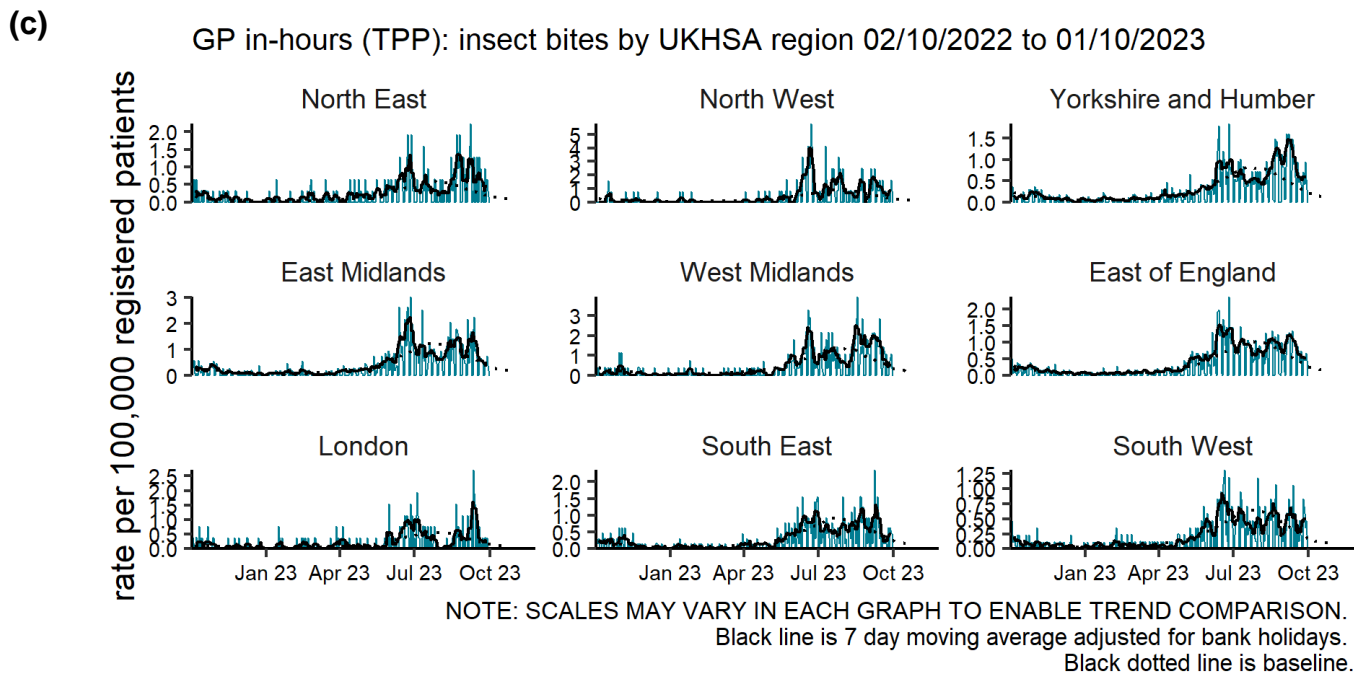 (c)
GP in-hours (TPP): insect bites by UKHSA region 02/10/2022 to 01/10/2023
rate per 100,000 registered patients
North East
2.0
1.5
1.0
0.5
0.0
North West
5
4
3
2
1
0
Yorkshire and Humber
1.5
1.0
0.5
0.0
East Midlands
3
2
1
0
West Midlands
3
2
1
0
East of England
2.0
1.5
1.0
0.5
0.0
London
2.5
2.0
1.5
1.0
0.5
0.0
Jan 23 Apr 23 Jul 23 Oct 23
South East
2.0
1.5
1.0
0.5
0.0
Jan 23 Apr 23 Jul 23 Oct 23
South West
1.25
1.00
0.75
0.50
0.25
0.00
Jan 23 Apr 23 Jul 23 Oct 23
NOTE: SCALES MAY VARY IN EACH GRAPH TO ENABLE TREND COMPARISON.
Black line is 7 day moving average adjusted for bank holidays.
Black dotted line is baseline.